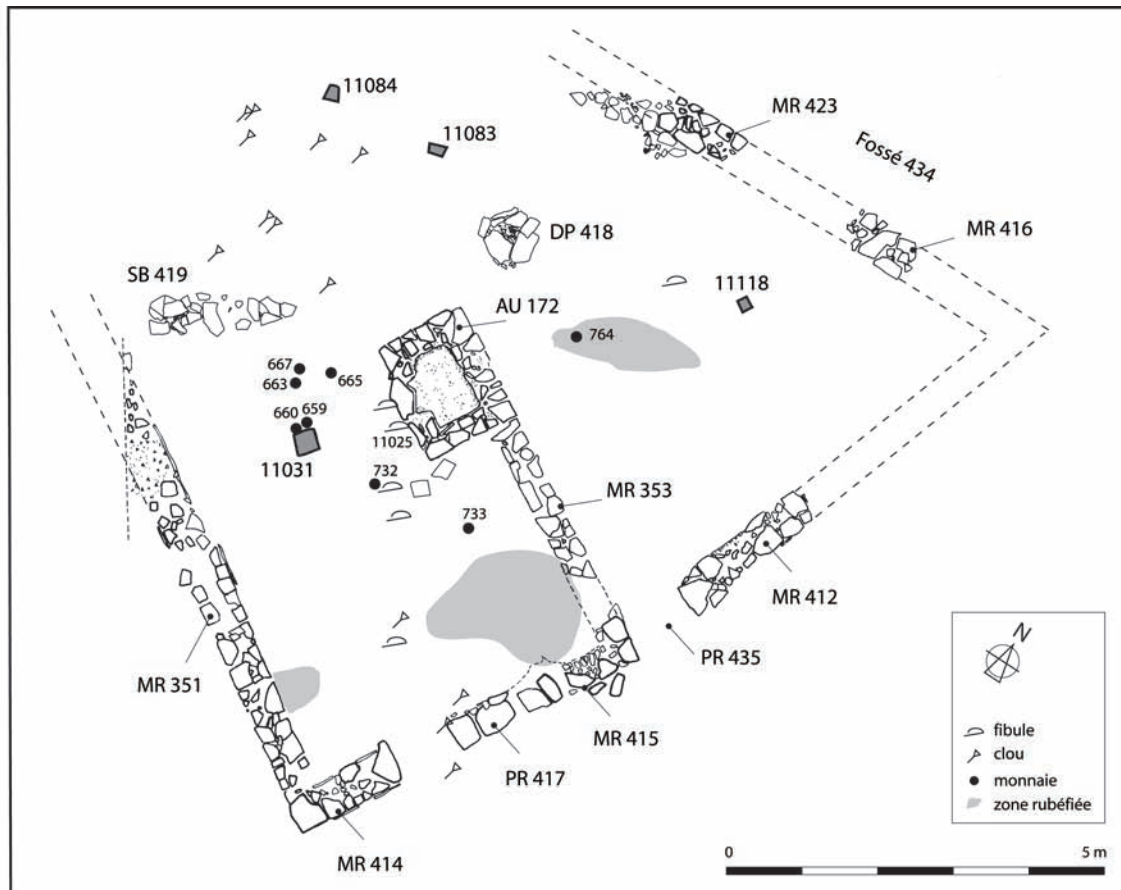 11084
MR 423
11083
Fossé 434
DP 418
MR 416
SB 419
11118
AU 172
764
667
665
663
660
659
11025
11031
732
MR 353
733
MR 412
PR 435
MR 351
MR 415
PR 417
MR 414
N
fibule
clou
monnaie
zone rubéfiée
0
5 m